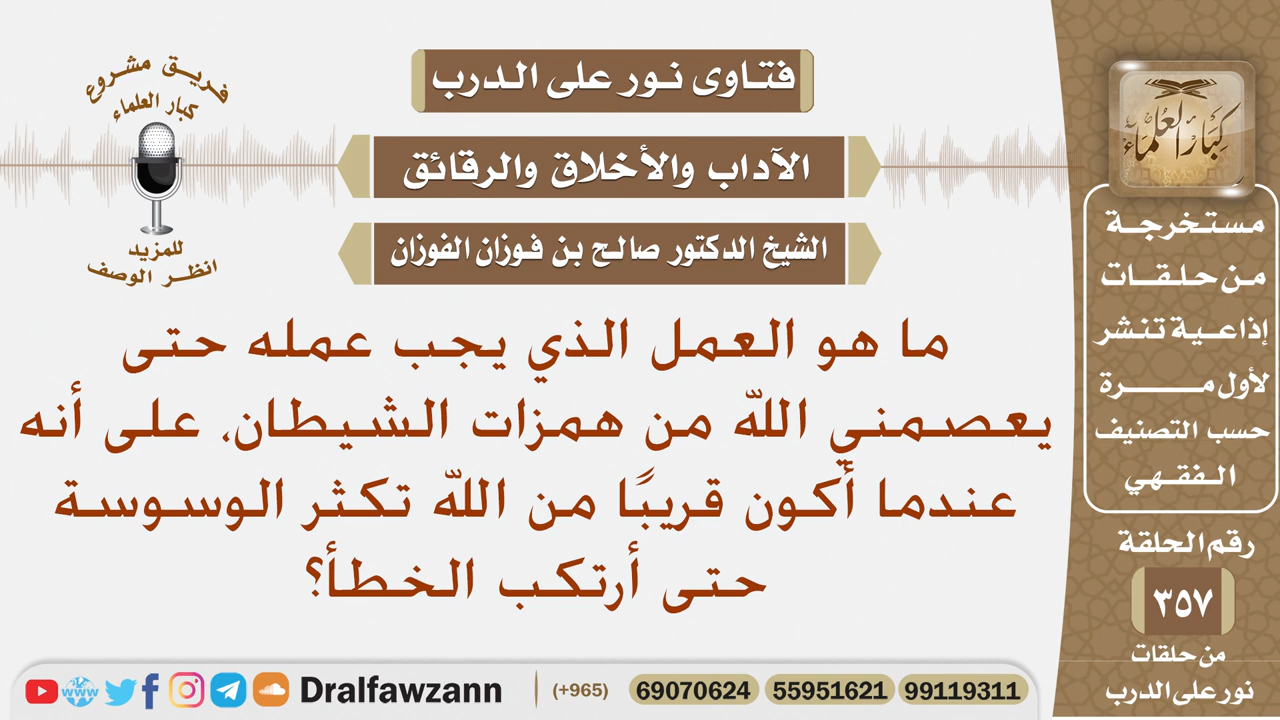 فتاوى نور على الدرب
الآداب والأخلاق والرقائق
الشيخ الدكتور صالح بن فوزان الفوزان
فريق مشروع
كبار العلماء
للمزيد
انظر الوصف
ما هو العمل الذي يجب عمله حتى
يعصمني الله من همزات الشيطان، على أنه
عندما أكون قريبًا من الله تكثر الوسوسة
حتى أرتكب الخطأ؟
كبار العلماء
مستخرجة
من حلقات
إذاعية تنشر
لأول مرة
حسب التصنيف
الفقهي
رقم الحلقة
٣٥٧
من حلقات
نور على الدرب
www Dralfawzann (+965) 69070624 55951621 99119311